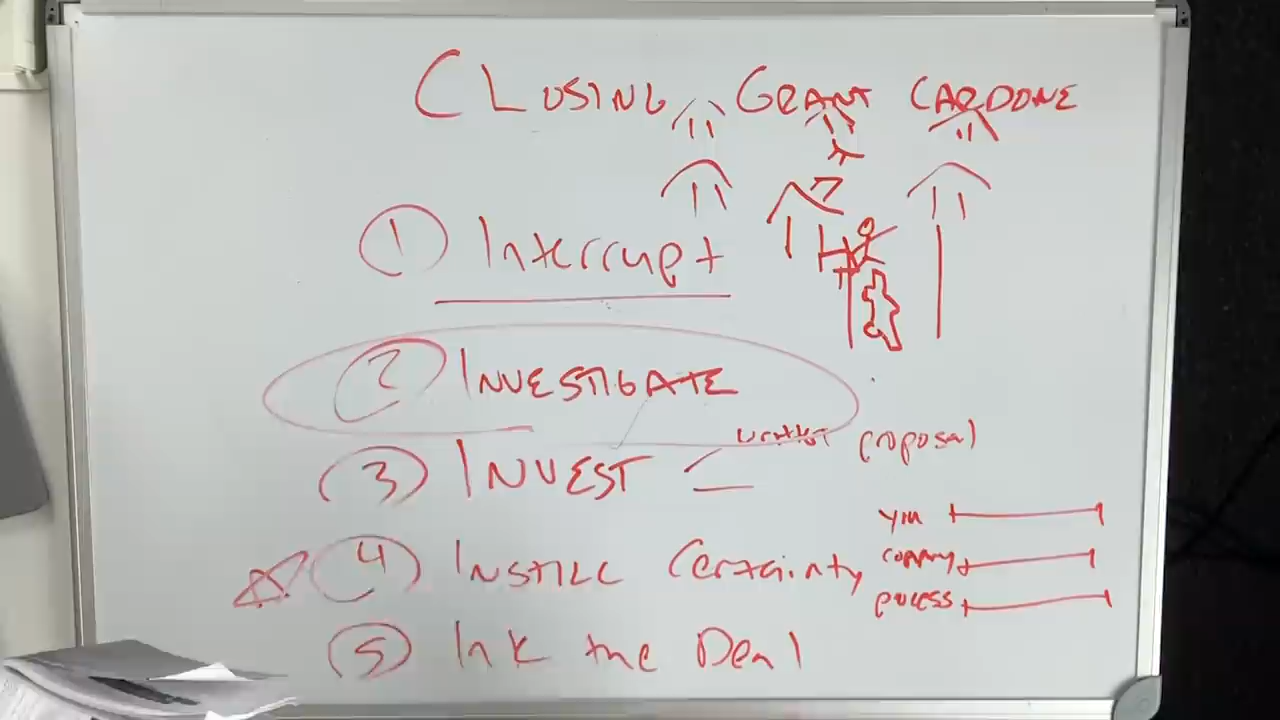 CLOSING GRANT CARDONE
① Interrupt
② INVESTIGATE
written proposal
③ INVEST
you
④ INSTILL Certainty
company
process
⑤ Ink the Deal